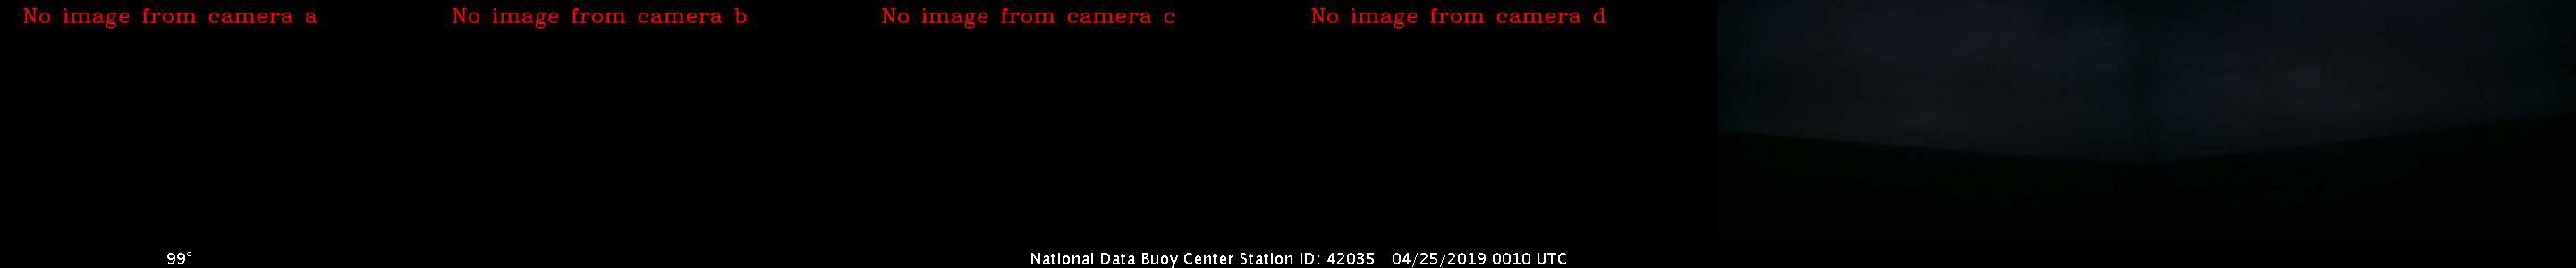 No image from camera a
No image from camera b
No image from camera c
No image from camera d
99°
National Data Buoy Center Station ID: 42035 04/25/2019 0010 UTC